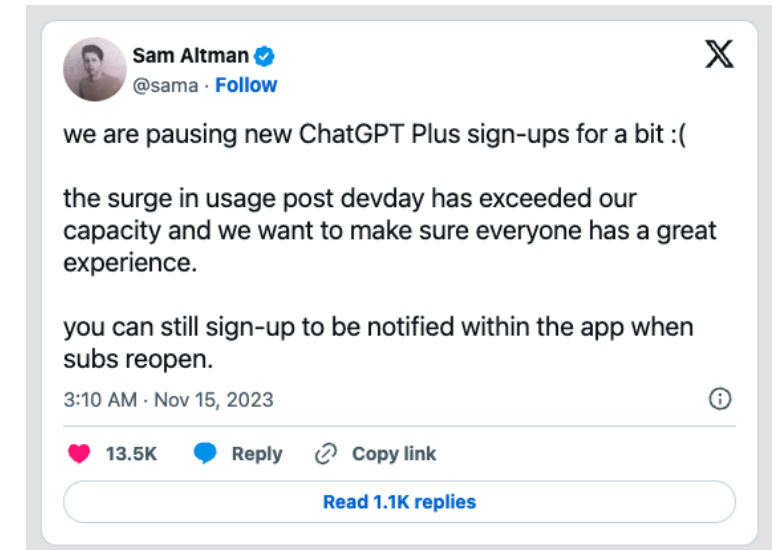 Sam Altman
@sama · Follow
we are pausing new ChatGPT Plus sign-ups for a bit :(
the surge in usage post devday has exceeded our
capacity and we want to make sure everyone has a great
experience.
you can still sign-up to be notified within the app when
subs reopen.
3:10 AM · Nov 15, 2023
13.5K Reply Copy link
Read 1.1K replies